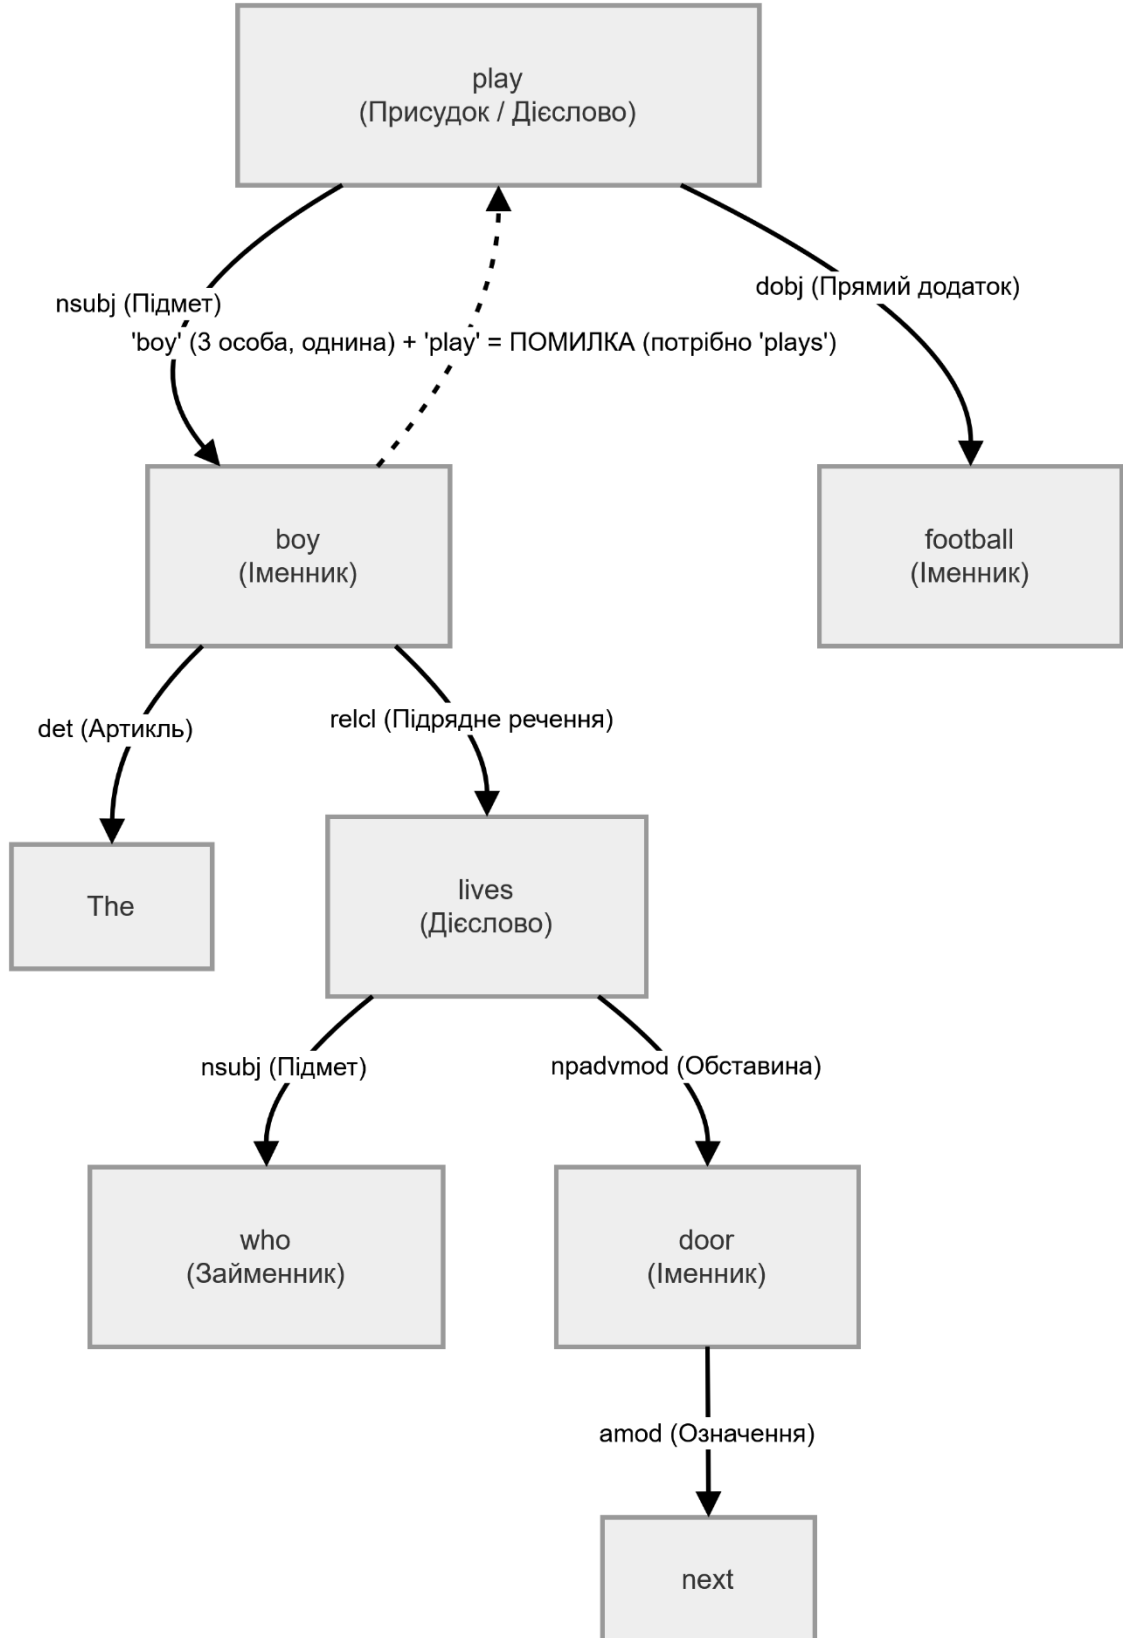 play
(Присудок / Дієслово)
dobj (Прямий додаток)
nsubj (Підмет)
'boy' (3 особа, однина) + 'play' = ПОМИЛКА (потрібно 'plays')
boy
(Іменник)
football
(Іменник)
det (Артикль)
relcl (Підрядне речення)
The
lives
(Дієслово)
nsubj (Підмет)
npadvmod (Обставина)
who
(Займенник)
door
(Іменник)
amod (Означення)
next